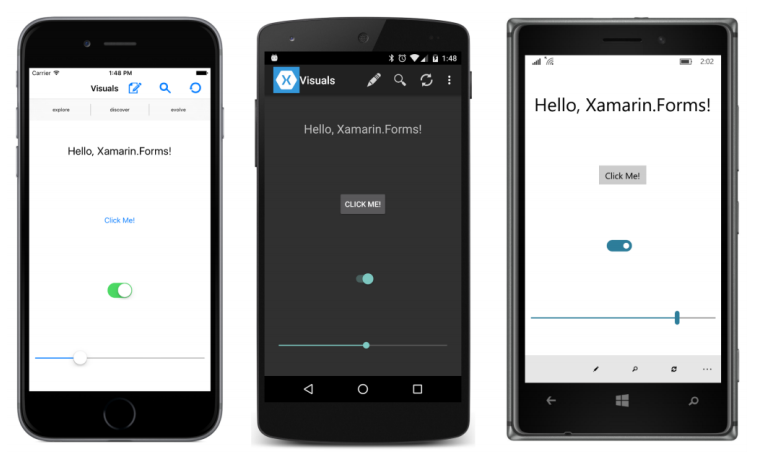 Carrier 1:48 PM
Visuals
explore discover evolve
Hello, Xamarin.Forms!
Click Me!
1:48
X Visuals
Hello, Xamarin.Forms!
CLICK ME!
2:02
Hello, Xamarin.Forms!
Click Me!